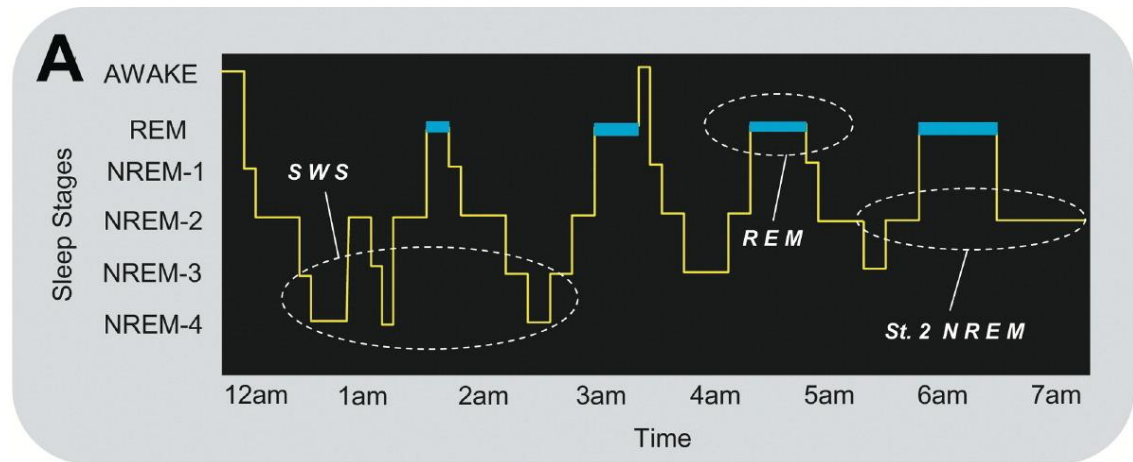 A
AWAKE
REM
NREM-1
NREM-2
NREM-3
NREM-4
Sleep Stages
SWS
REM
St. 2 NREM
12am 1am 2am 3am 4am 5am 6am 7am
Time